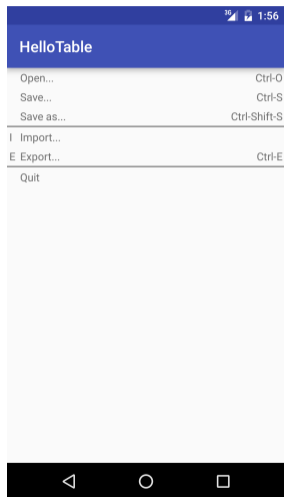 3G 1:56
HelloTable
Open... Ctrl-O
Save... Ctrl-S
Save as... Ctrl-Shift-S
I Import...
E Export... Ctrl-E
Quit